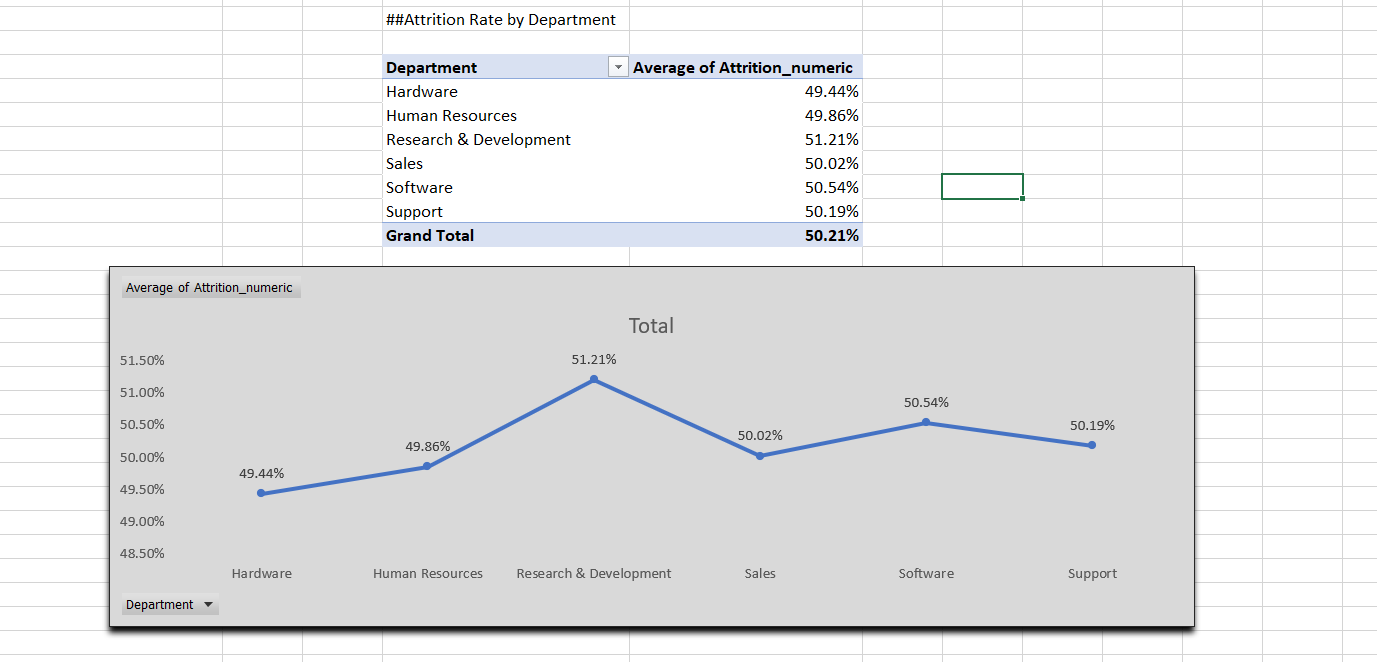 ##Attrition Rate by Department
Department Average of Attrition_numeric
Hardware 49.44%
Human Resources 49.86%
Research & Development 51.21%
Sales 50.02%
Software 50.54%
Support 50.19%
Grand Total 50.21%
Average of Attrition_numeric
Total
51.50%
51.00%
50.50%
50.00%
49.50%
49.00%
48.50%
49.44%
49.86%
51.21%
50.02%
50.54%
50.19%
Hardware Human Resources Research & Development Sales Software Support
Department